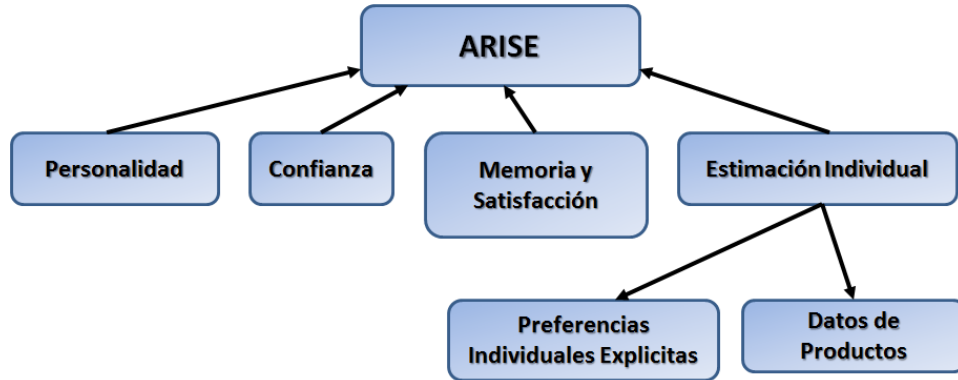 ARISE
Personalidad
Confianza
Memoria y
Satisfacción
Estimación Individual
Preferencias
Individuales Explicitas
Datos de
Productos